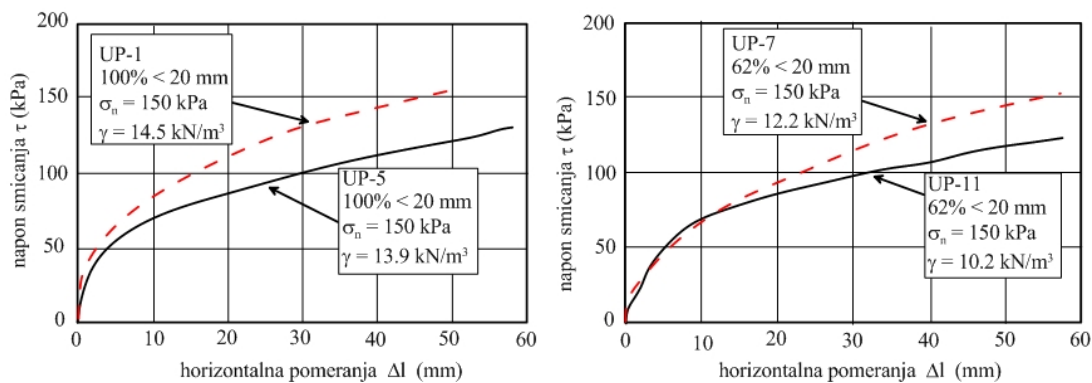 200
150
100
50
0
napon smicanja τ (kPa)
UP-1
100% < 20 mm
σₙ = 150 kPa
γ = 14.5 kN/m³
UP-5
100% < 20 mm
σₙ = 150 kPa
γ = 13.9 kN/m³
0 10 20 30 40 50 60
horizontalna pomeranja Δl (mm)
200
150
100
50
0
napon smicanja τ (kPa)
UP-7
62% < 20 mm
σₙ = 150 kPa
γ = 12.2 kN/m³
UP-11
62% < 20 mm
σₙ = 150 kPa
γ = 10.2 kN/m³
0 10 20 30 40 50 60
horizontalna pomeranja Δl (mm)